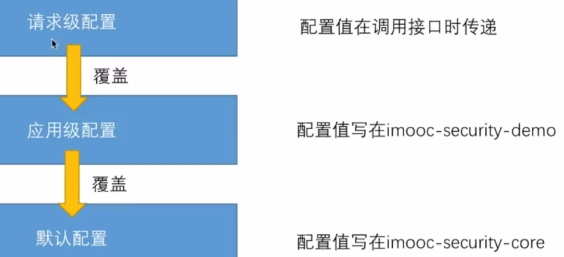 请求级配置
配置值在调用接口时传递
覆盖
应用级配置
配置值写在imooc-security-demo
覆盖
默认配置
配置值写在imooc-security-core